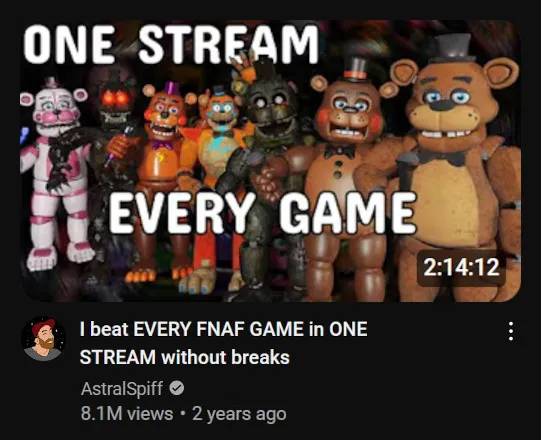 ONE STREAM
EVERY GAME
2:14:12
I beat EVERY FNAF GAME in ONE
STREAM without breaks
AstralSpiff
8.1M views • 2 years ago